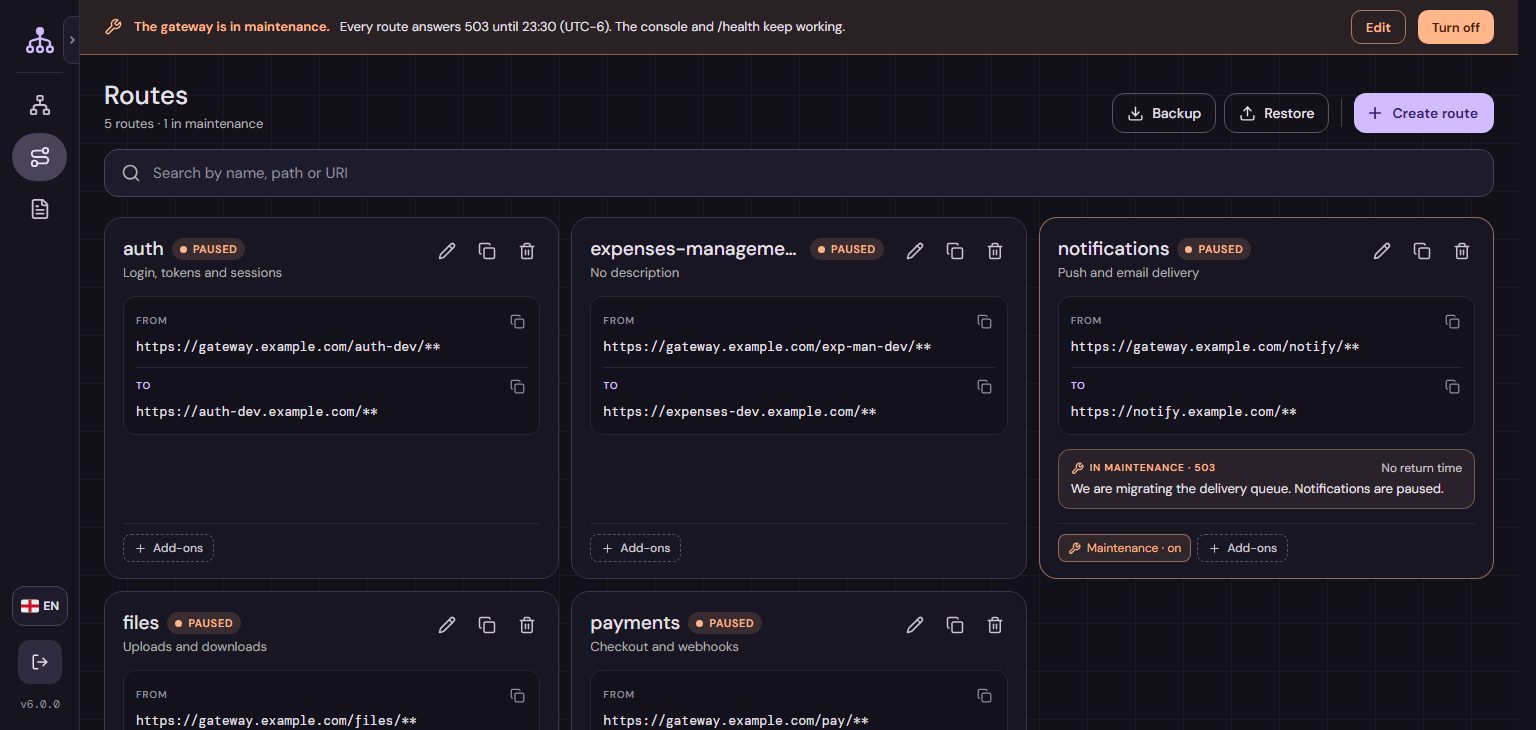 The gateway is in maintenance. Every route answers 503 until 23:30 (UTC-6). The console and /health keep working.
Edit
Turn off
Routes
5 routes · 1 in maintenance
Backup
Restore
Create route
Search by name, path or URI
auth
PAUSED
Login, tokens and sessions
FROM
https://gateway.example.com/auth-dev/**
TO
https://auth-dev.example.com/**
Add-ons
expenses-manageme...
PAUSED
No description
FROM
https://gateway.example.com/exp-man-dev/**
TO
https://expenses-dev.example.com/**
Add-ons
notifications
PAUSED
Push and email delivery
FROM
https://gateway.example.com/notify/**
TO
https://notify.example.com/**
IN MAINTENANCE · 503
No return time
We are migrating the delivery queue. Notifications are paused.
Maintenance · on
Add-ons
files
PAUSED
Uploads and downloads
FROM
https://gateway.example.com/files/**
payments
PAUSED
Checkout and webhooks
FROM
https://gateway.example.com/pay/**
EN
v6.0.0